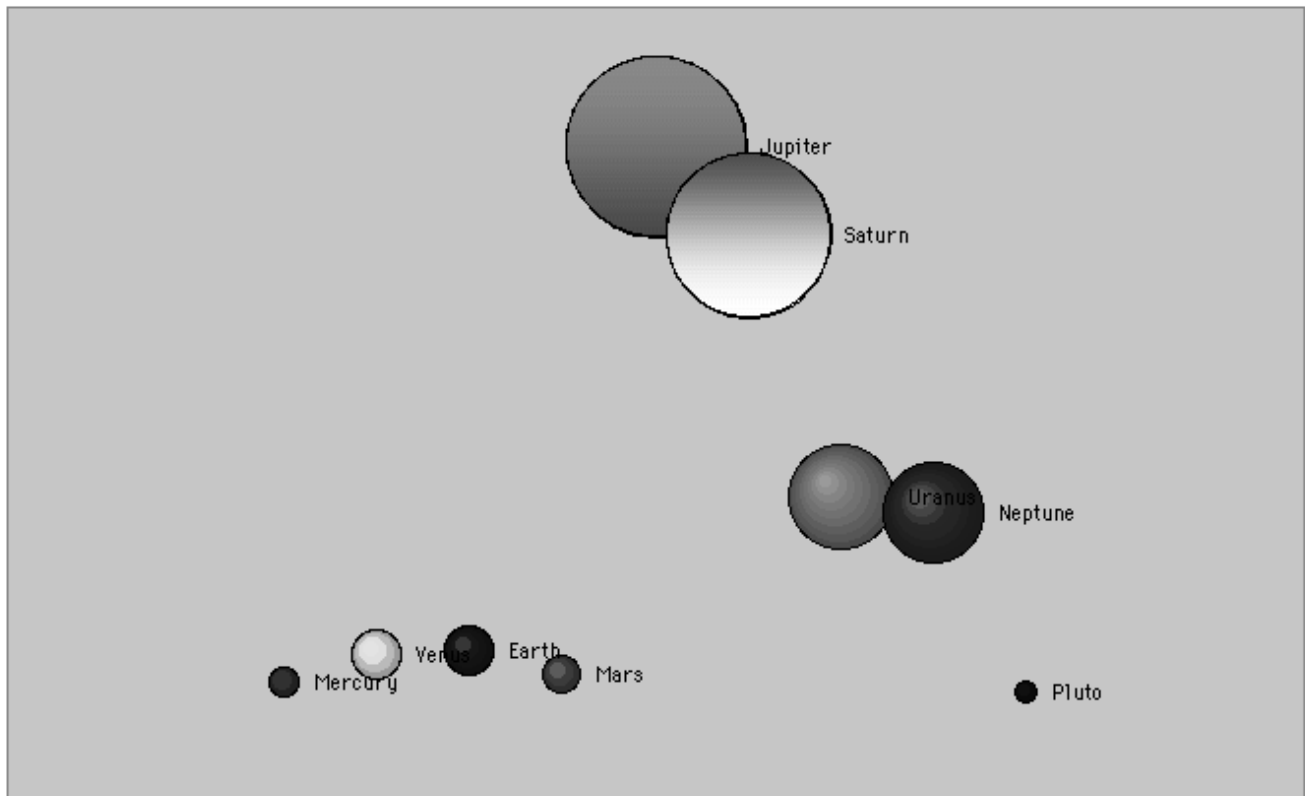 Jupiter
Saturn
Uranus
Neptune
Venus
Earth
Mercury
Mars
Pluto